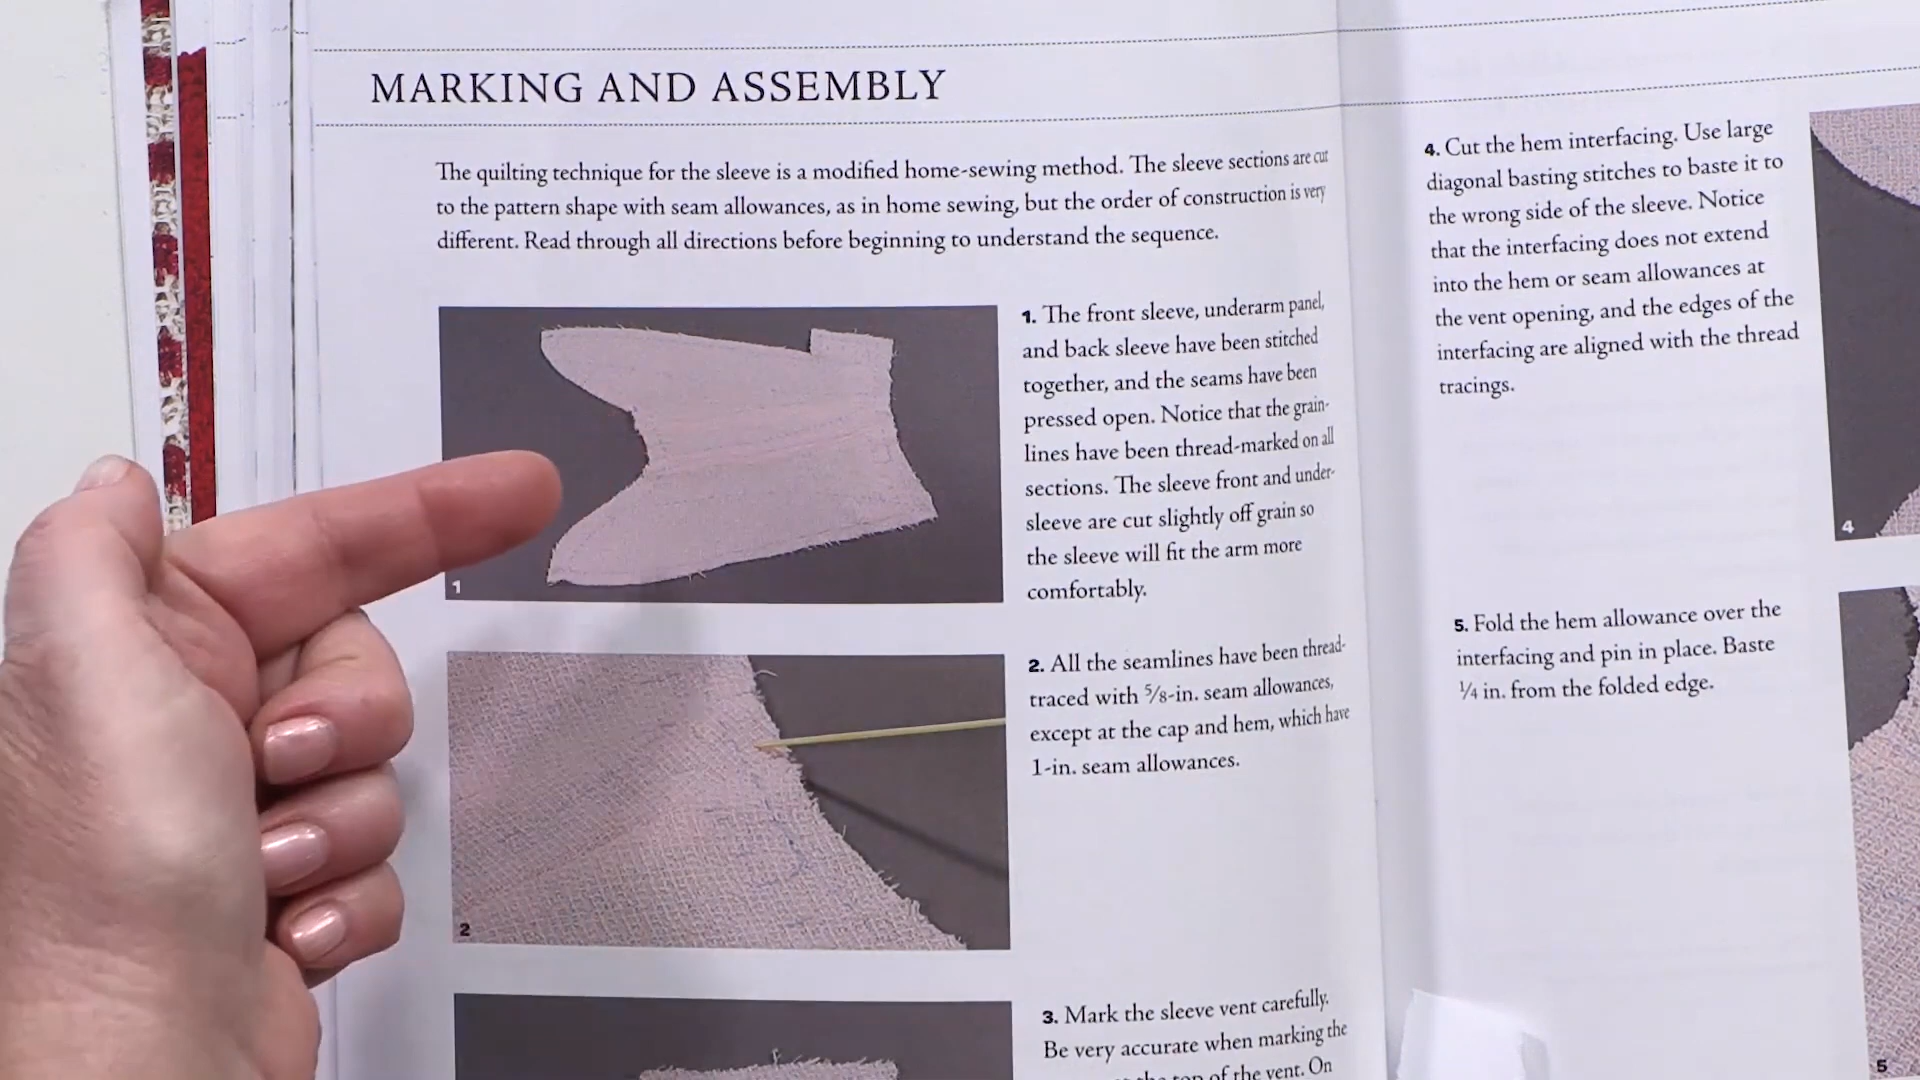 MARKING AND ASSEMBLY
The quilting technique for the sleeve is a modified home-sewing method. The sleeve sections are cut
to the pattern shape with seam allowances, as in home sewing, but the order of construction is very
different. Read through all directions before beginning to understand the sequence.
1
1. The front sleeve, underarm panel,
and back sleeve have been stitched
together, and the seams have been
pressed open. Notice that the grain-
lines have been thread-marked on all
sections. The sleeve front and under-
sleeve are cut slightly off grain so
the sleeve will fit the arm more
comfortably.
2
2. All the seamlines have been thread-
traced with 5/8-in. seam allowances,
except at the cap and hem, which have
1-in. seam allowances.
3. Mark the sleeve vent carefully.
Be very accurate when marking the
top of the vent. On
4. Cut the hem interfacing. Use large
diagonal basting stitches to baste it to
the wrong side of the sleeve. Notice
that the interfacing does not extend
into the hem or seam allowances at
the vent opening, and the edges of the
interfacing are aligned with the thread
tracings.
4
5. Fold the hem allowance over the
interfacing and pin in place. Baste
1/4 in. from the folded edge.
5